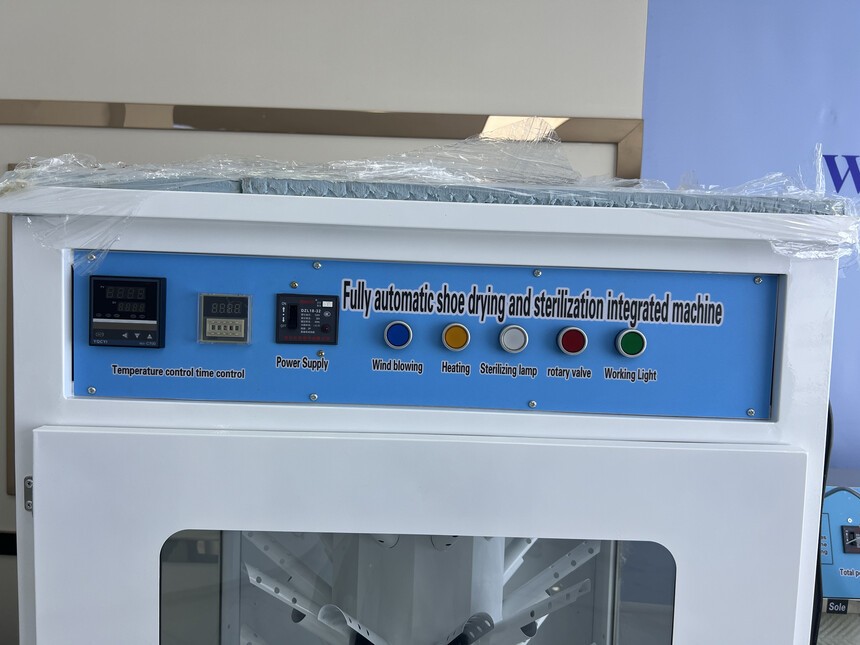 W
Fully automatic shoe drying and sterilization integrated machine
Temperature control time control
Power Supply
Wind blowing
Heating
Sterilizing lamp
rotary valve
Working Light
Total p
Sole